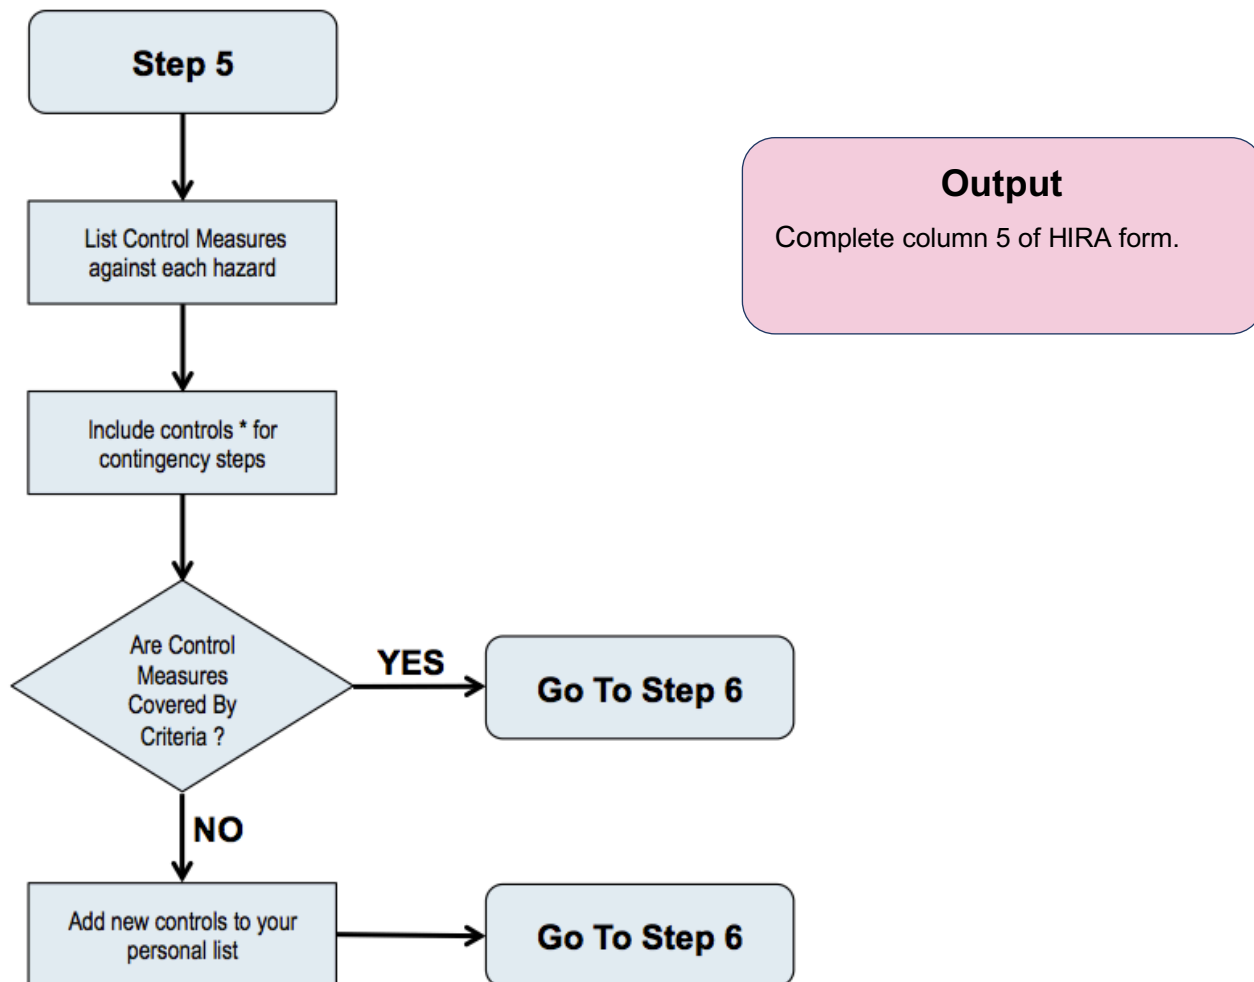 Step 5
Output
Complete column 5 of HIRA form.
List Control Measures
against each hazard
Include controls * for
contingency steps
Are Control
Measures
Covered By
Criteria ?
YES
Go To Step 6
NO
Add new controls to your
personal list
Go To Step 6